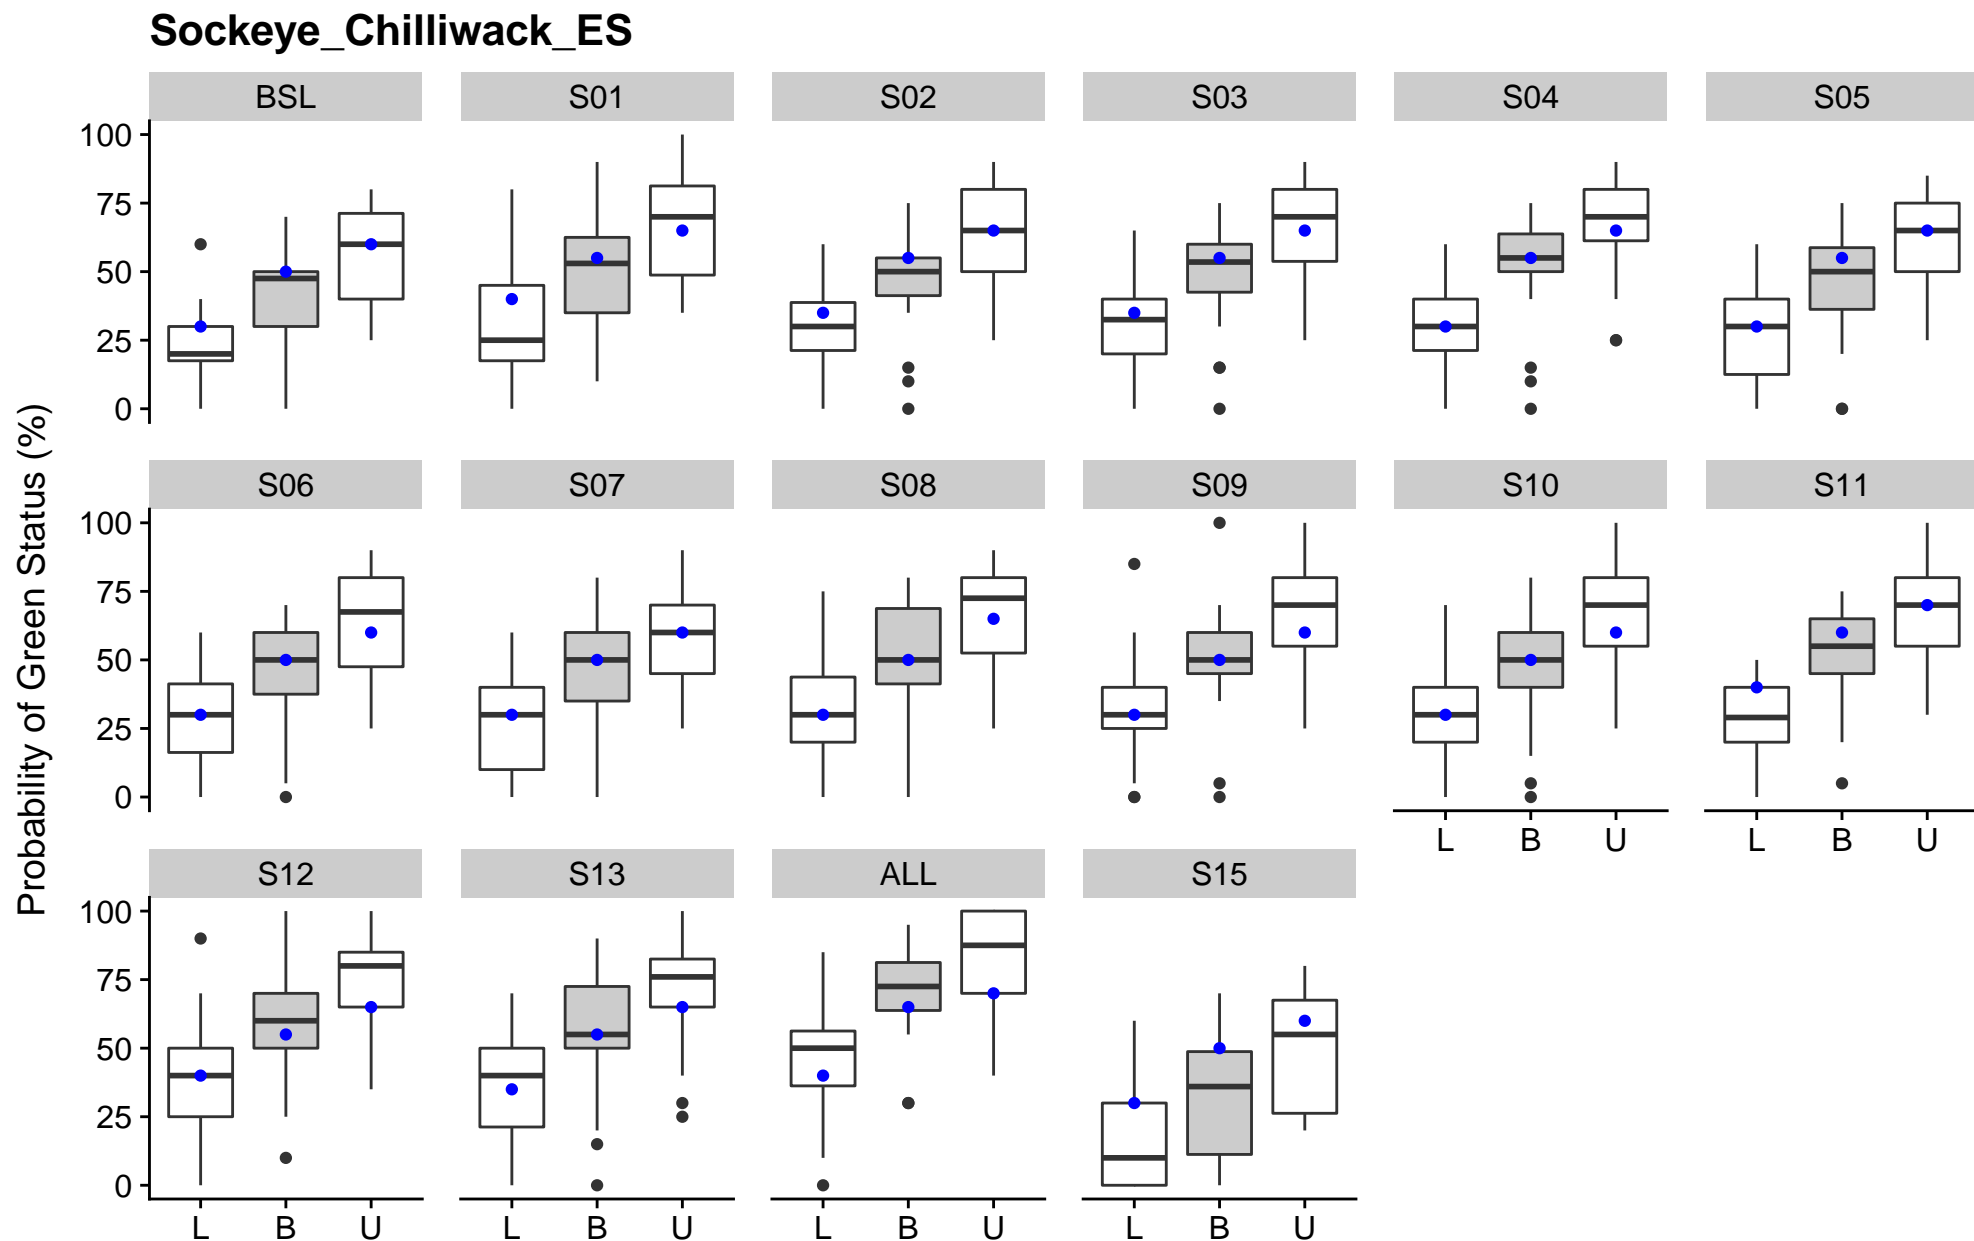 Sockeye_Chilliwack_ES
BSL S01 S02 S03 S04 S05
100
75
50
25
0
Probability of Green Status (%)
S06 S07 S08 S09 S10 S11
100
75
50
25
0
L B U L B U
S12 S13 ALL S15
100
75
50
25
0
L B U L B U L B U L B U